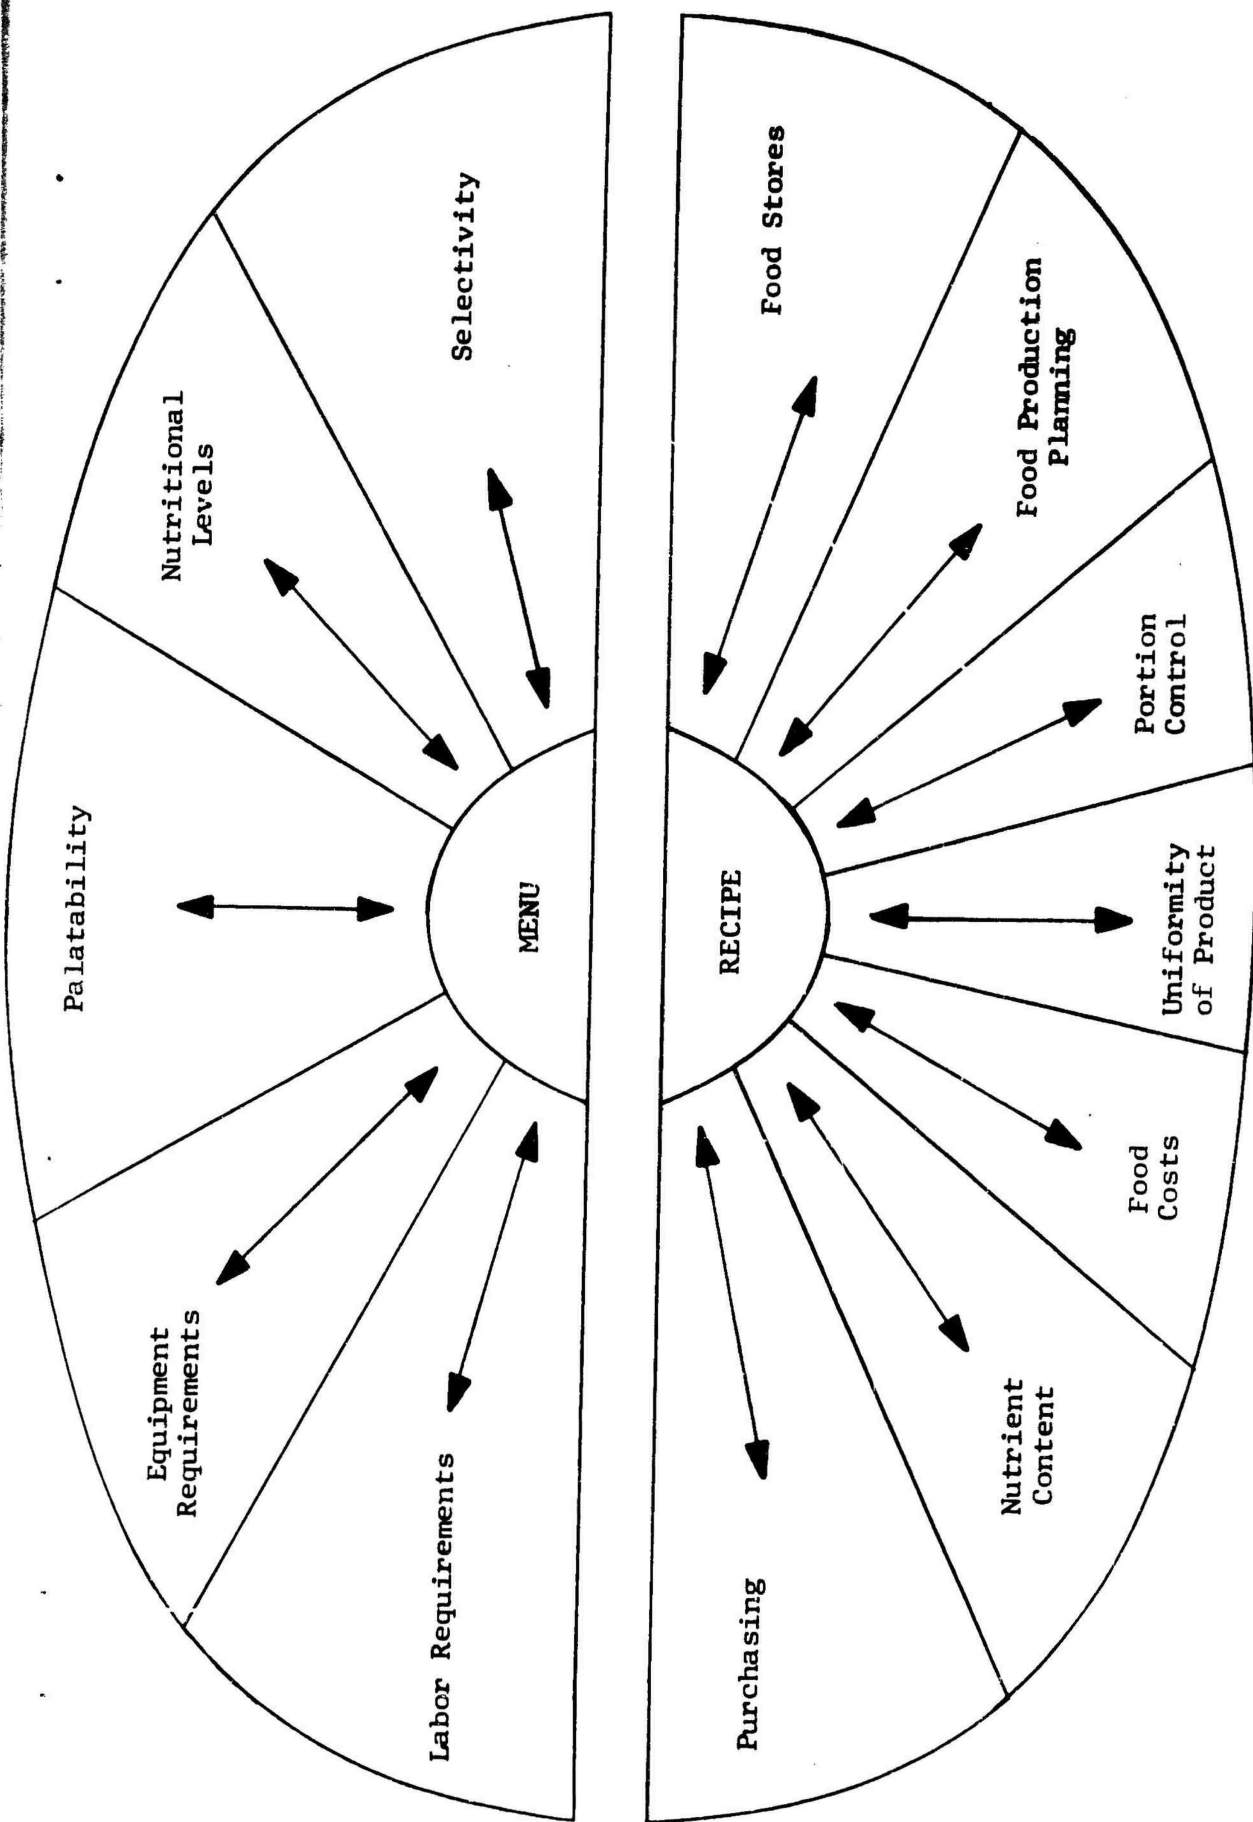 Labor Requirements
Equipment
Requirements
Palatability
Nutritional
Levels
Selectivity
MENU
RECIPE
Purchasing
Nutrient
Content
Food
Costs
Uniformity
of Product
Portion
Control
Food Production
Planning
Food Stores